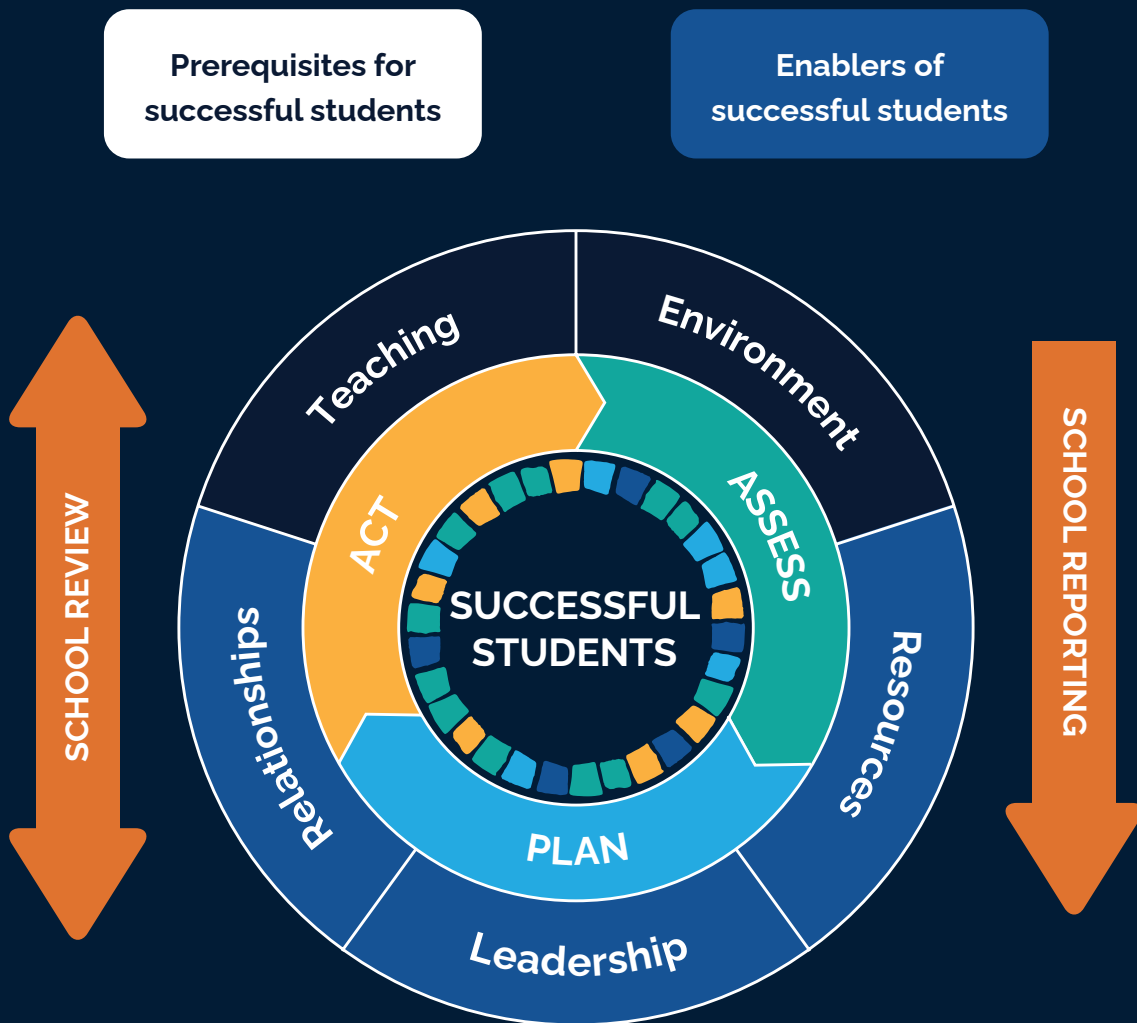 Prerequisites for
successful students
Enablers of
successful students
Teaching
Environment
ACT
ASSESS
SUCCESSFUL
STUDENTS
SCHOOL REVIEW
SCHOOL REPORTING
Relationships
Resources
PLAN
Leadership